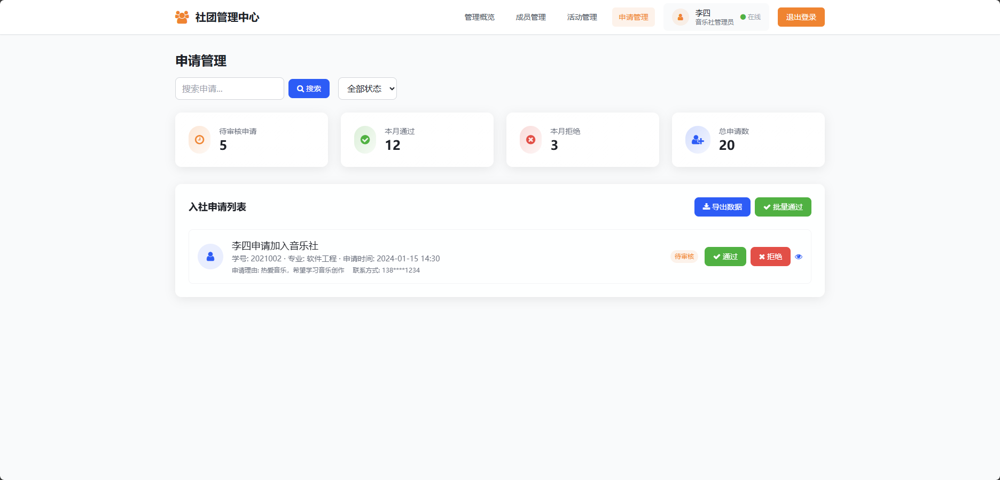 社团管理中心
管理概览
成员管理
活动管理
申请管理
李四
音乐社管理员
在线
退出登录
申请管理
搜索申请...
搜索
全部状态
待审核申请
5
本月通过
12
本月拒绝
3
总申请数
20
入社申请列表
导出数据
批量通过
李四申请加入音乐社
学号: 2021002 · 专业: 软件工程 · 申请时间: 2024-01-15 14:30
申请理由: 热爱音乐，希望学习音乐创作 联系方式: 138****1234
待审核
通过
拒绝